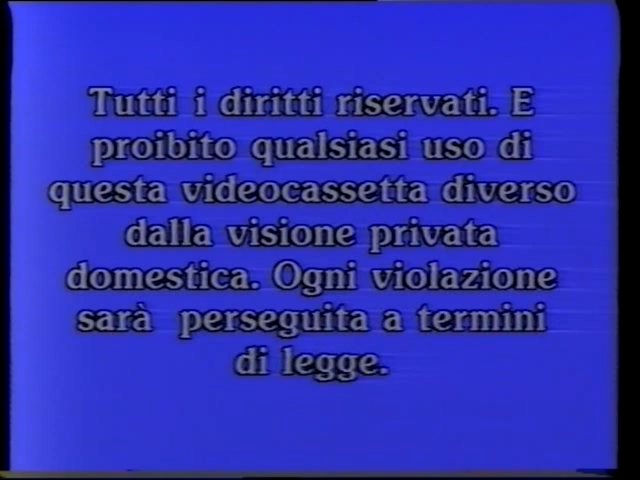 Tutti i diritti riservati. E
proibito qualsiasi uso di
questa videocassetta diverso
dalla visione privata
domestica. Ogni violazione
sarà perseguita a termini
di legge.